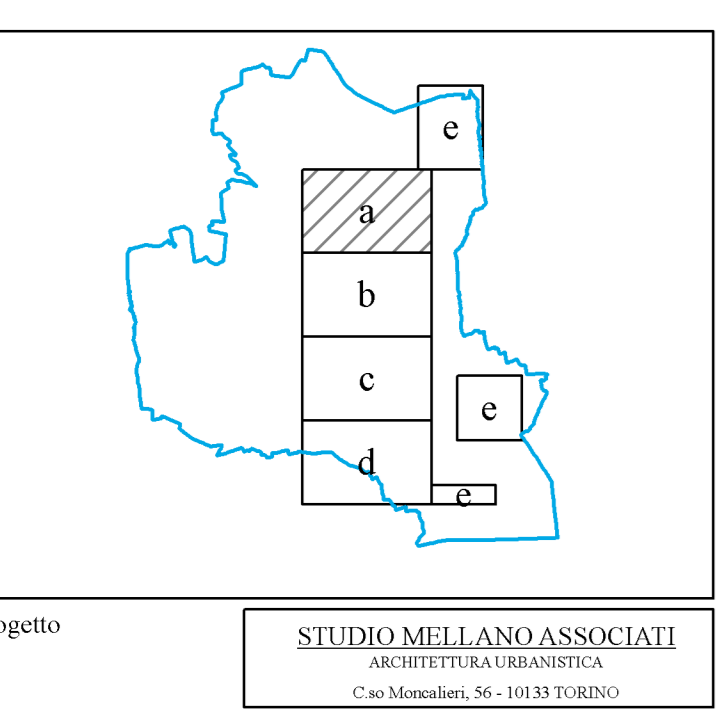 e
a
b
c
e
d
e
ogetto
STUDIO MELLANO ASSOCIATI
ARCHITETTURA URBANISTICA
C.so Moncalieri, 56 - 10133 TORINO